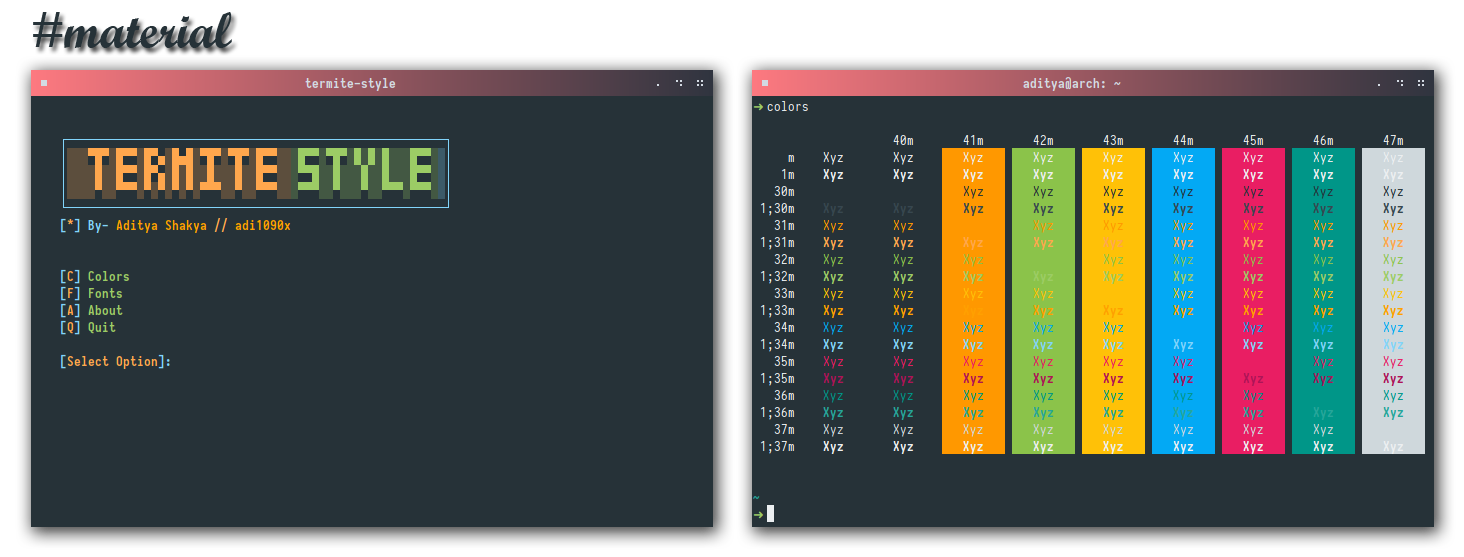 #material
termite-style
TERMITE STYLE
[*] By- Aditya Shakya // adi1090x
[C] Colors
[F] Fonts
[A] About
[Q] Quit
[Select Option]:
aditya@arch: ~
➜ colors
40m 41m 42m 43m 44m 45m 46m 47m
m Xyz Xyz Xyz Xyz Xyz Xyz Xyz Xyz Xyz
1m Xyz Xyz Xyz Xyz Xyz Xyz Xyz Xyz Xyz
30m Xyz Xyz Xyz Xyz Xyz Xyz Xyz
1;30m Xyz Xyz Xyz Xyz Xyz Xyz Xyz Xyz Xyz
31m Xyz Xyz Xyz Xyz Xyz Xyz Xyz Xyz
1;31m Xyz Xyz Xyz Xyz Xyz Xyz Xyz Xyz Xyz
32m Xyz Xyz Xyz Xyz Xyz Xyz Xyz Xyz
1;32m Xyz Xyz Xyz Xyz Xyz Xyz Xyz Xyz Xyz
33m Xyz Xyz Xyz Xyz Xyz Xyz Xyz Xyz
1;33m Xyz Xyz Xyz Xyz Xyz Xyz Xyz Xyz Xyz
34m Xyz Xyz Xyz Xyz Xyz Xyz Xyz Xyz
1;34m Xyz Xyz Xyz Xyz Xyz Xyz Xyz Xyz Xyz
35m Xyz Xyz Xyz Xyz Xyz Xyz Xyz Xyz
1;35m Xyz Xyz Xyz Xyz Xyz Xyz Xyz Xyz Xyz
36m Xyz Xyz Xyz Xyz Xyz Xyz Xyz Xyz
1;36m Xyz Xyz Xyz Xyz Xyz Xyz Xyz Xyz Xyz
37m Xyz Xyz Xyz Xyz Xyz Xyz Xyz Xyz
1;37m Xyz Xyz Xyz Xyz Xyz Xyz Xyz Xyz Xyz
~
➜